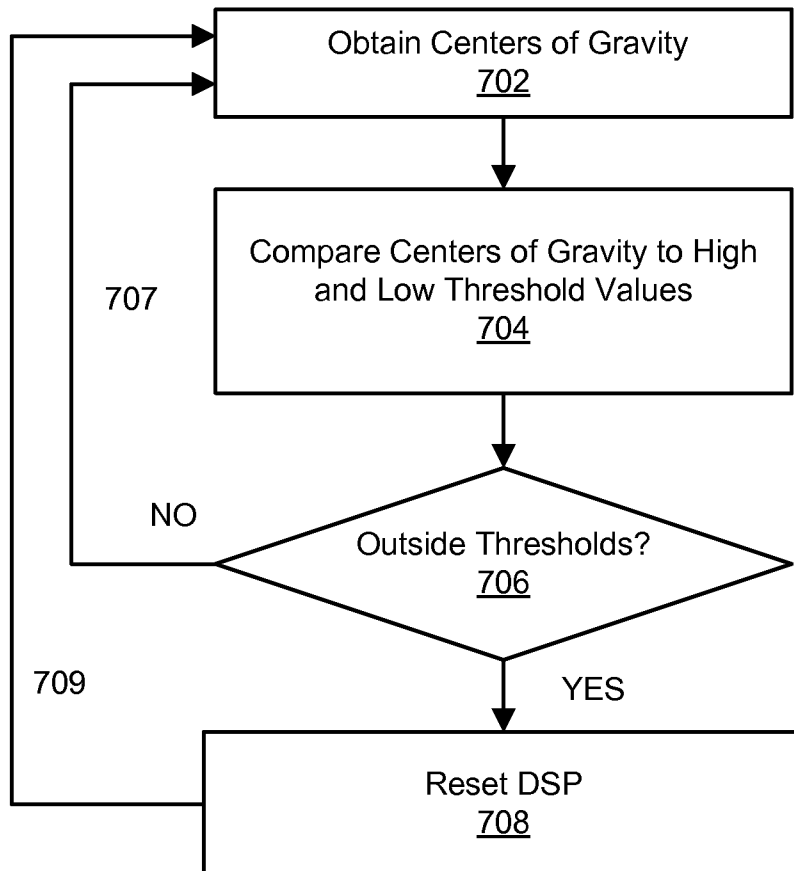 Obtain Centers of Gravity
702
Compare Centers of Gravity to High
and Low Threshold Values
704
707
NO
Outside Thresholds?
706
709
YES
Reset DSP
708